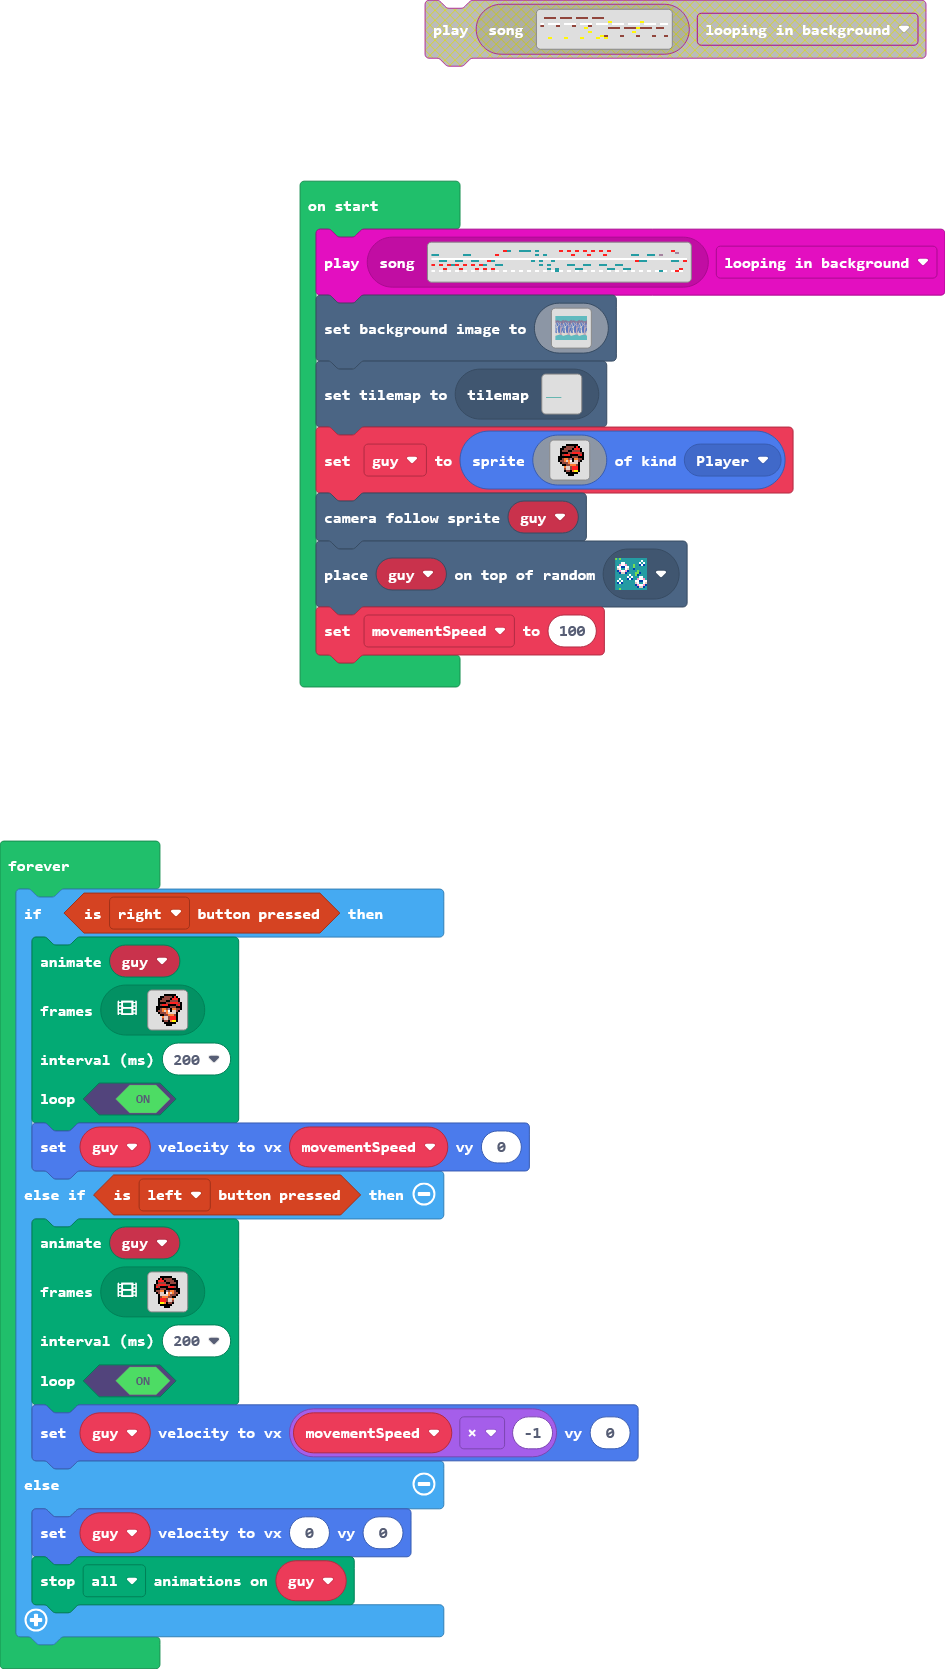 play song looping in background
on start
play song looping in background
set background image to
set tilemap to tilemap
set guy to sprite of kind Player
camera follow sprite guy
place guy on top of random
set movementSpeed to 100
forever
if is right button pressed then
animate guy
frames
interval (ms) 200
loop ON
set guy velocity to vx movementSpeed vy 0
else if is left button pressed then
animate guy
frames
interval (ms) 200
loop ON
set guy velocity to vx movementSpeed × -1 vy 0
else
set guy velocity to vx 0 vy 0
stop all animations on guy